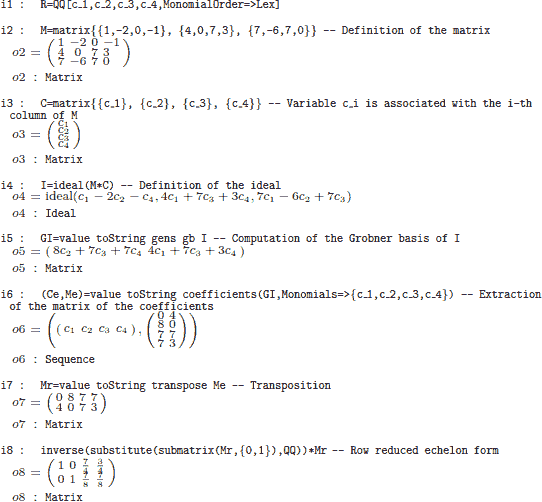 i1 : R=QQ[c_1,c_2,c_3,c_4,MonomialOrder=>Lex]
i2 : M=matrix{{1,-2,0,-1}, {4,0,7,3}, {7,-6,7,0}} -- Definition of the matrix
1 −2 0 −1
o2 = ( 4 0 7 3 )
7 −6 7 0
o2 : Matrix
i3 : C=matrix{{c_1}, {c_2}, {c_3}, {c_4}} -- Variable c_i is associated with the i-th
column of M
c₁
c₂
o3 = ( )
c₃
c₄
o3 : Matrix
i4 : I=ideal(M*C) -- Definition of the ideal
o4 = ideal(c₁ − 2c₂ − c₄, 4c₁ + 7c₃ + 3c₄, 7c₁ − 6c₂ + 7c₃)
o4 : Ideal
i5 : GI=value toString gens gb I -- Computation of the Grobner basis of I
o5 = ( 8c₂ + 7c₃ + 7c₄ 4c₁ + 7c₃ + 3c₄ )
o5 : Matrix
i6 : (Ce,Me)=value toString coefficients(GI,Monomials=>{c_1,c_2,c_3,c_4}) -- Extraction
of the matrix of the coefficients
0 4
8 0
o6 = ( ( c₁ c₂ c₃ c₄ ) , ( ) )
7 7
7 3
o6 : Sequence
i7 : Mr=value toString transpose Me -- Transposition
0 8 7 7
o7 = ( )
4 0 7 3
o7 : Matrix
i8 : inverse(substitute(submatrix(Mr,{0,1}),QQ))*Mr -- Row reduced echelon form
1 0 7/4 3/4
o8 = ( )
0 1 7/8 7/8
o8 : Matrix